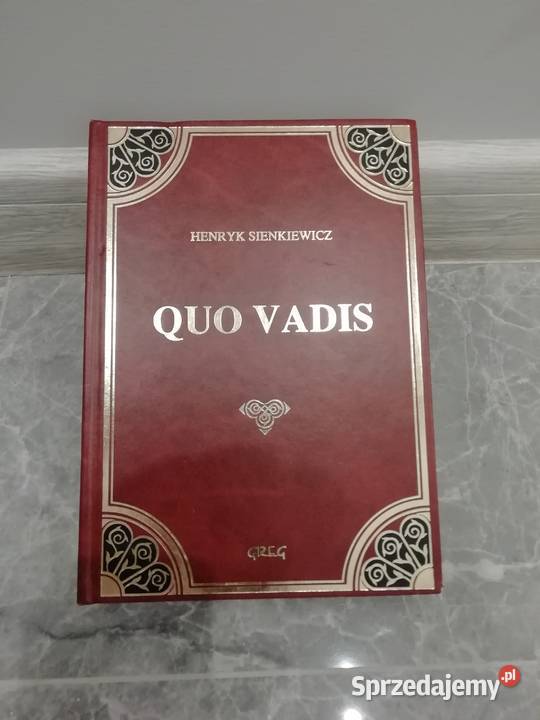 HENRYK SIENKIEWICZ
QUO VADIS
GREG
Sprzedajemy.pl